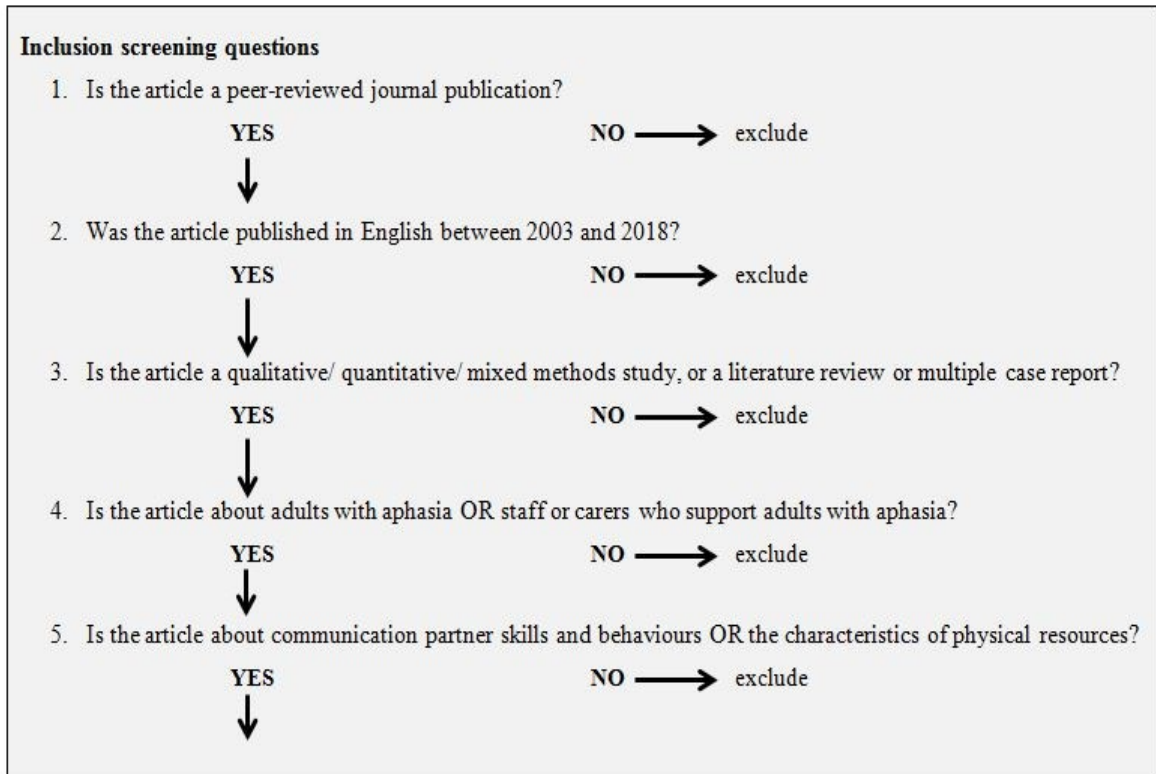 Inclusion screening questions
1. Is the article a peer-reviewed journal publication?
YES NO exclude
2. Was the article published in English between 2003 and 2018?
YES NO exclude
3. Is the article a qualitative/ quantitative/ mixed methods study, or a literature review or multiple case report?
YES NO exclude
4. Is the article about adults with aphasia OR staff or carers who support adults with aphasia?
YES NO exclude
5. Is the article about communication partner skills and behaviours OR the characteristics of physical resources?
YES NO exclude